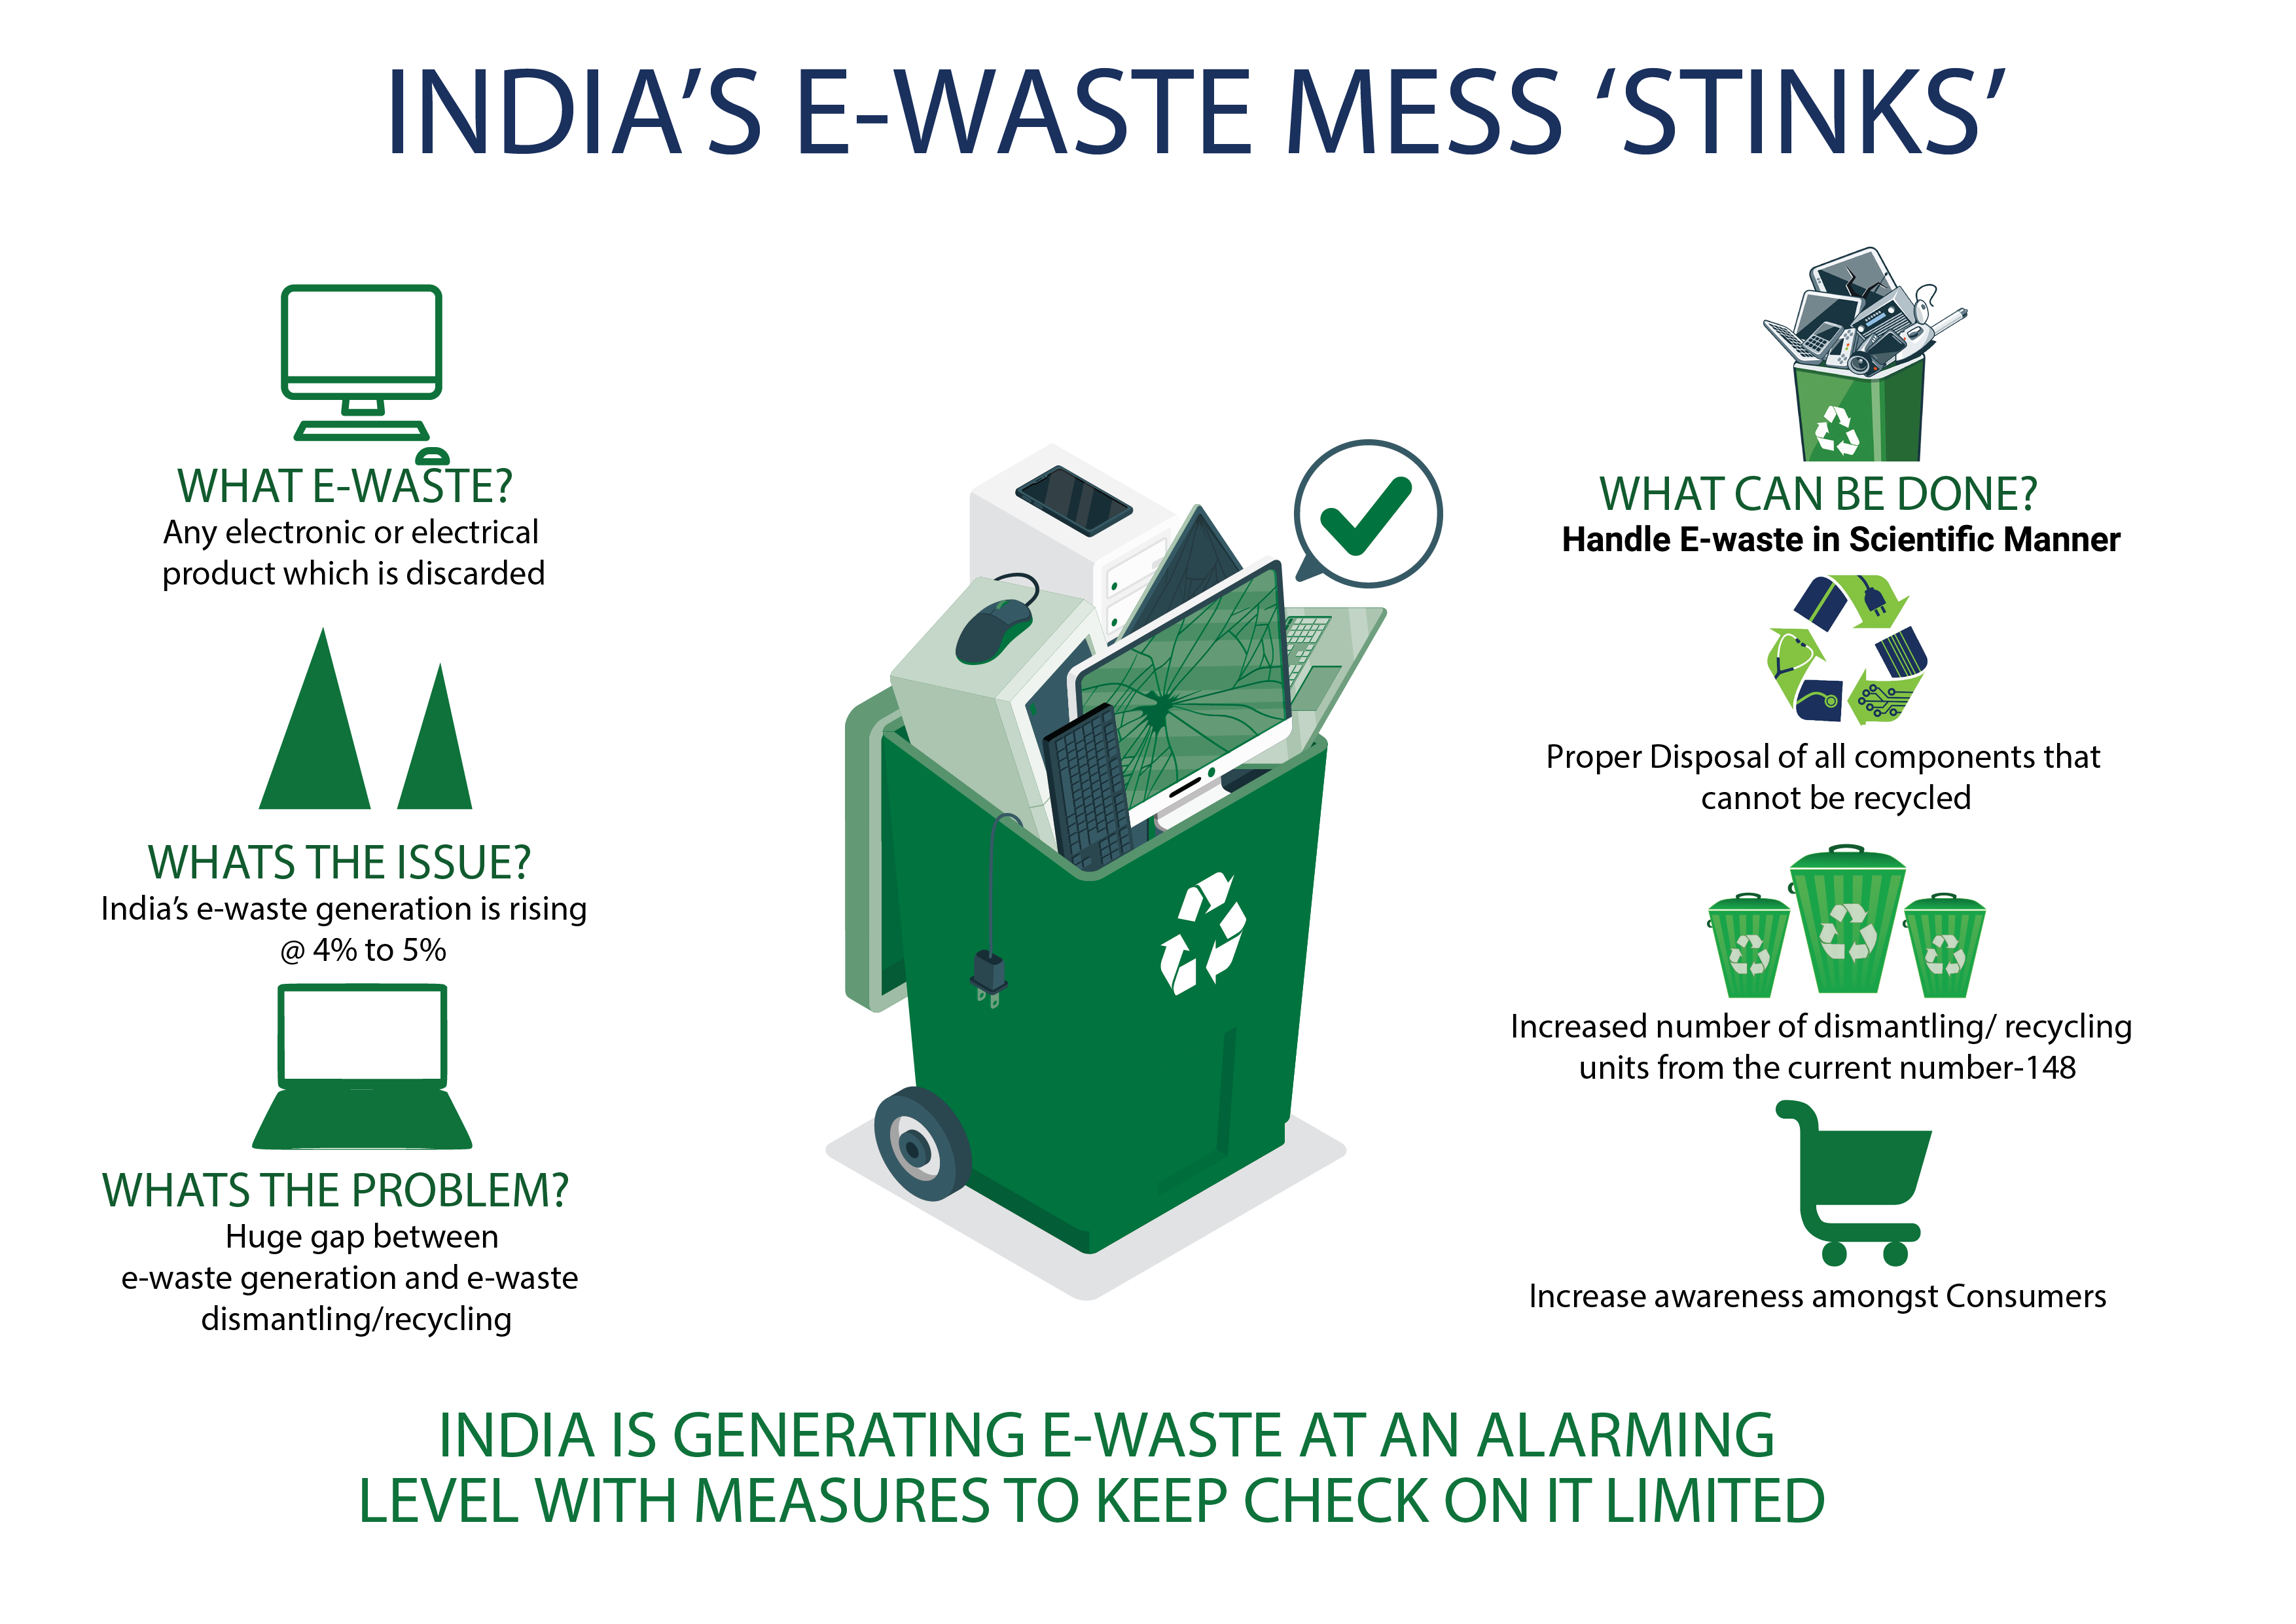 INDIA’S E-WASTE MESS ‘STINKS’
WHAT E-WASTE?
Any electronic or electrical
product which is discarded
WHATS THE ISSUE?
India’s e-waste generation is rising
@ 4% to 5%
WHATS THE PROBLEM?
Huge gap between
e-waste generation and e-waste
dismantling/recycling
WHAT CAN BE DONE?
Handle E-waste in Scientific Manner
Proper Disposal of all components that
cannot be recycled
Increased number of dismantling/ recycling
units from the current number-148
Increase awareness amongst Consumers
INDIA IS GENERATING E-WASTE AT AN ALARMING
LEVEL WITH MEASURES TO KEEP CHECK ON IT LIMITED